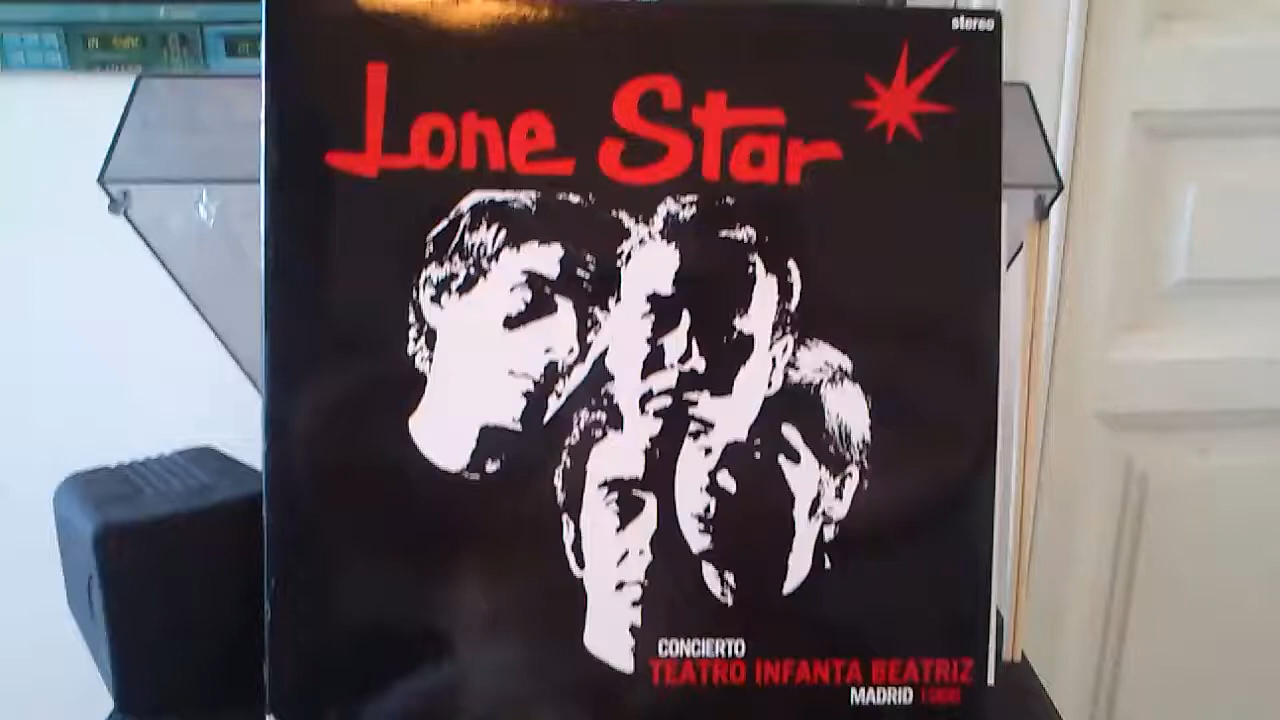 stereo
Lone Star
CONCIERTO
TEATRO INFANTA BEATRIZ
MADRID